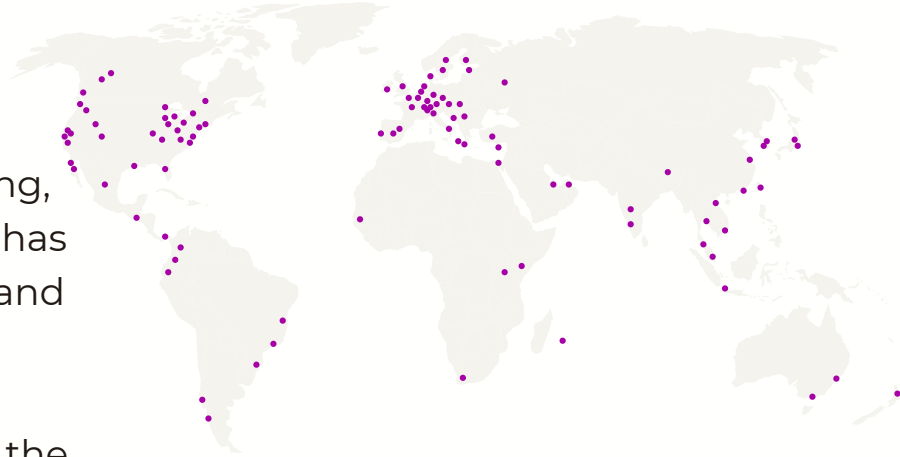 ng,
has
and
the